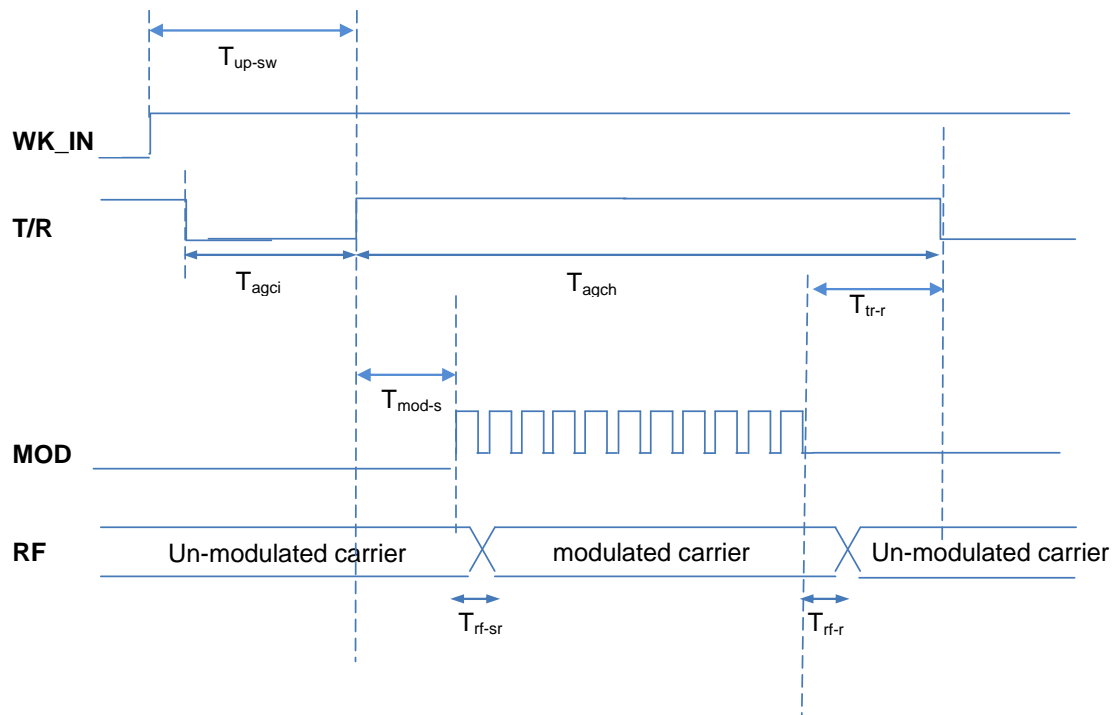 Tup-sw
WK_IN
T/R
Tagci
Tagch
Ttr-r
Tmod-s
MOD
RF
Un-modulated carrier
modulated carrier
Un-modulated carrier
Trf-sr
Trf-r